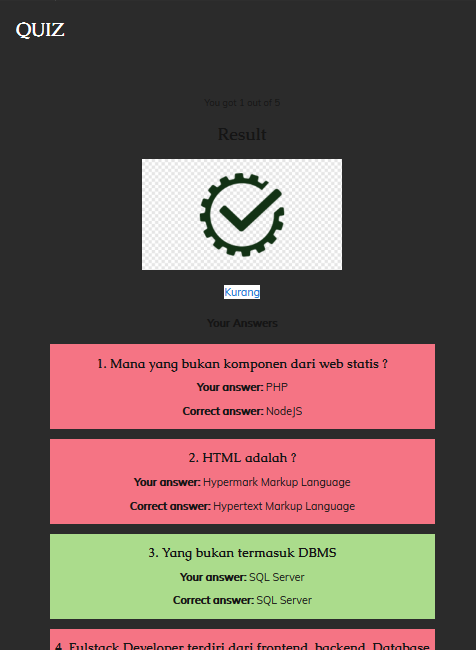 QUIZ
You got 1 out of 5
Result
Kurang
Your Answers
1. Mana yang bukan komponen dari web statis ?
Your answer: PHP
Correct answer: NodeJS
2. HTML adalah ?
Your answer: Hypermark Markup Language
Correct answer: Hypertext Markup Language
3. Yang bukan termasuk DBMS
Your answer: SQL Server
Correct answer: SQL Server
4. Fulstack Developer terdiri dari frontend, backend, Database